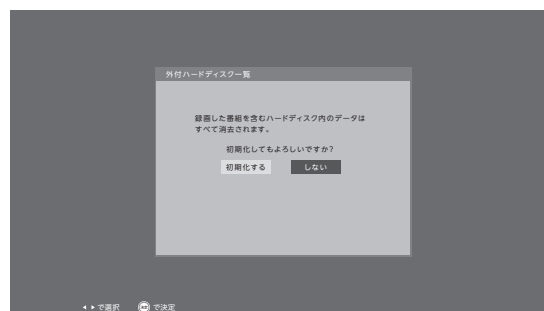 外付ハードディスク一覧
録画した番組を含むハードディスク内のデータは
すべて消去されます。
初期化してもよろしいですか?
初期化する しない
で選択 で決定